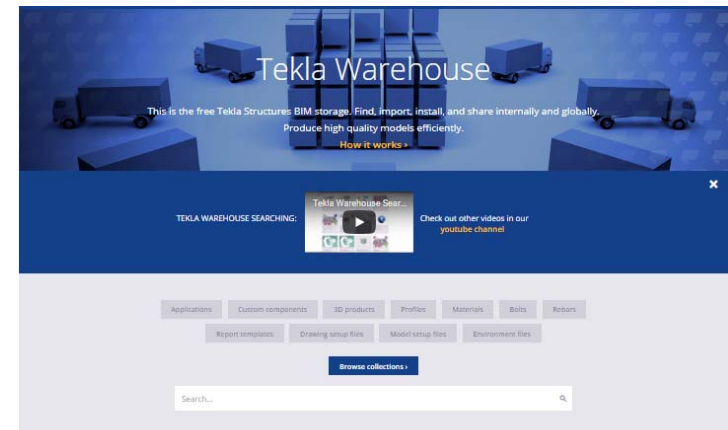 Tekla Warehouse
This is the free Tekla Structures BIM storage. Find, import, install, and share internally and globally.
Produce high quality models efficiently.
How it works ›
TEKLA WAREHOUSE SEARCHING:
Tekla Warehouse Sear...
Check out other videos in our
youtube channel
Applications Custom components 3D products Profiles Materials Bolts Rebars
Report templates Drawing setup files Model setup files Environment files
Browse collections ›
Search...